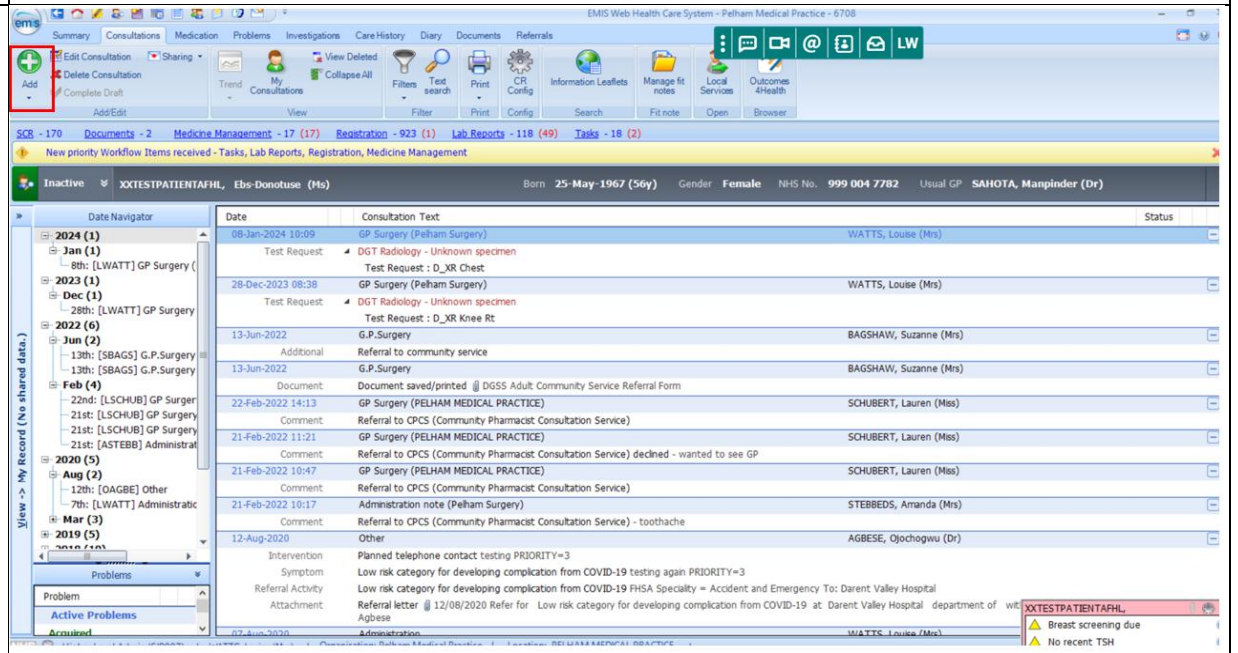 EMIS Web Health Care System - Pelham Medical Practice - 6708
emis
Summary Consultations Medication Problems Investigations Care History Diary Documents Referrals
@ LW
Add
Edit Consultation Sharing
Delete Consultation
Complete Draft
Add/Edit
Trend
My Consultations
View Deleted
Collapse All
View
Filters
Text search
Filter
Print
Print
CR Config
Config
Information Leaflets
Search
Manage fit notes
Fit note
Local Services
Open
Outcomes 4Health
Browser
SCR - 170 Documents - 2 Medicine Management - 17 (17) Registration - 923 (1) Lab Reports - 118 (49) Tasks - 18 (2)
New priority Workflow Items received - Tasks, Lab Reports, Registration, Medicine Management
Inactive XXTESTPATIENTAFHL, Ebs-Donotuse (Ms) Born 25-May-1967 (56y) Gender Female NHS No. 999 004 7782 Usual GP SAHOTA, Manpinder (Dr)
View -> My Record (No shared data.)
Date Navigator
2024 (1)
Jan (1)
8th: [LWATT] GP Surgery (
2023 (1)
Dec (1)
28th: [LWATT] GP Surgery
2022 (6)
Jun (2)
13th: [SBAGS] G.P.Surgery
13th: [SBAGS] G.P.Surgery
Feb (4)
22nd: [LSCHUB] GP Surger
21st: [LSCHUB] GP Surgery
21st: [LSCHUB] GP Surgery
21st: [ASTEBB] Administrat
2020 (5)
Aug (2)
12th: [OAGBE] Other
7th: [LWATT] Administratic
Mar (3)
2019 (5)
2018 (10)
Problems
Problem
Active Problems
Acquired
Date Consultation Text Status
08-Jan-2024 10:09 GP Surgery (Pelham Surgery) WATTS, Louise (Mrs)
Test Request DGT Radiology - Unknown specimen
Test Request : D_XR Chest
28-Dec-2023 08:38 GP Surgery (Pelham Surgery) WATTS, Louise (Mrs)
Test Request DGT Radiology - Unknown specimen
Test Request : D_XR Knee Rt
13-Jun-2022 G.P.Surgery BAGSHAW, Suzanne (Mrs)
Additional Referral to community service
13-Jun-2022 G.P.Surgery BAGSHAW, Suzanne (Mrs)
Document Document saved/printed DGSS Adult Community Service Referral Form
22-Feb-2022 14:13 GP Surgery (PELHAM MEDICAL PRACTICE) SCHUBERT, Lauren (Miss)
Comment Referral to CPCS (Community Pharmacist Consultation Service)
21-Feb-2022 11:21 GP Surgery (PELHAM MEDICAL PRACTICE) SCHUBERT, Lauren (Miss)
Comment Referral to CPCS (Community Pharmacist Consultation Service) declined - wanted to see GP
21-Feb-2022 10:47 GP Surgery (PELHAM MEDICAL PRACTICE) SCHUBERT, Lauren (Miss)
Comment Referral to CPCS (Community Pharmacist Consultation Service)
21-Feb-2022 10:17 Administration note (Pelham Surgery) STEBBEDS, Amanda (Mrs)
Comment Referral to CPCS (Community Pharmacist Consultation Service) - toothache
12-Aug-2020 Other AGBESE, Ojochogwu (Dr)
Intervention Planned telephone contact testing PRIORITY=3
Symptom Low risk category for developing complication from COVID-19 testing again PRIORITY=3
Referral Activity Low risk category for developing complication from COVID-19 FHSA Speciality = Accident and Emergency To: Darent Valley Hospital
Attachment Referral letter 12/08/2020 Refer for Low risk category for developing complication from COVID-19 at Darent Valley Hospital department of wit
Agbese
07-Aug-2020 Administration WATTS, Louise (Mrs)
XXTESTPATIENTAFHL,
Breast screening due
No recent TSH